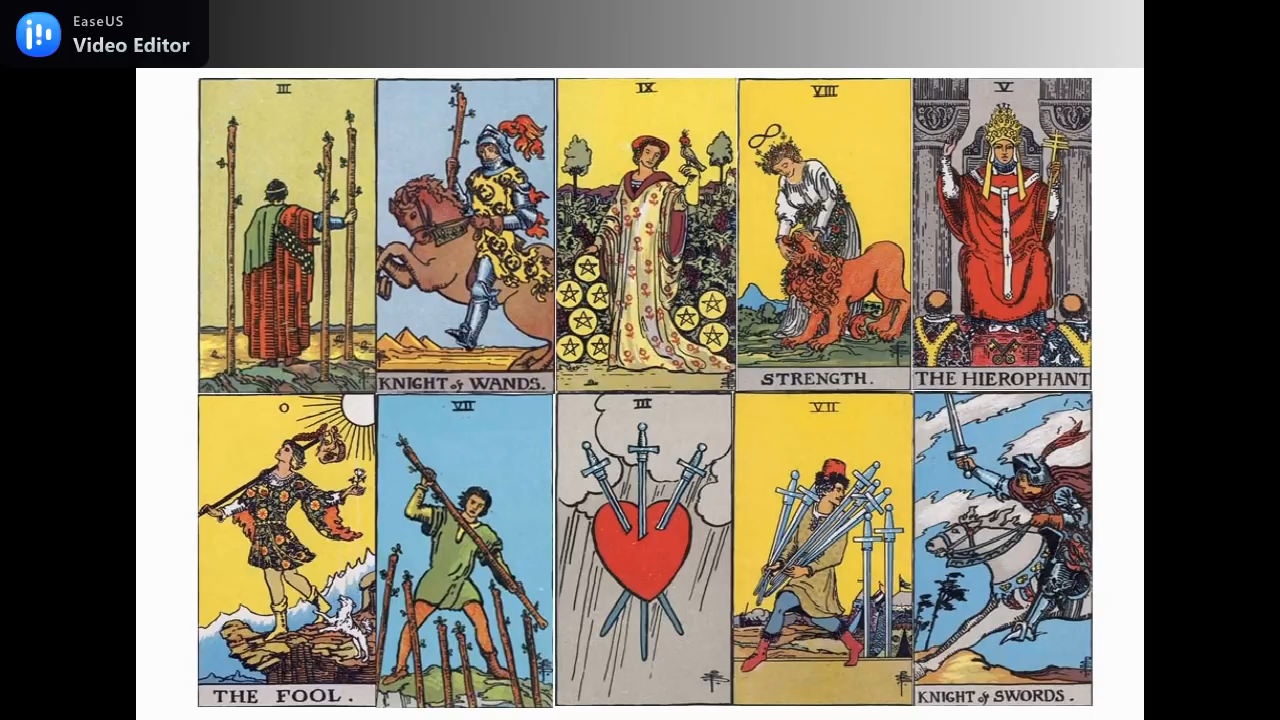 EaseUS
Video Editor
III
IX
VIII
V
KNIGHT of WANDS.
STRENGTH.
THE HIEROPHANT
O
VII
III
VII
THE FOOL.
KNIGHT of SWORDS.